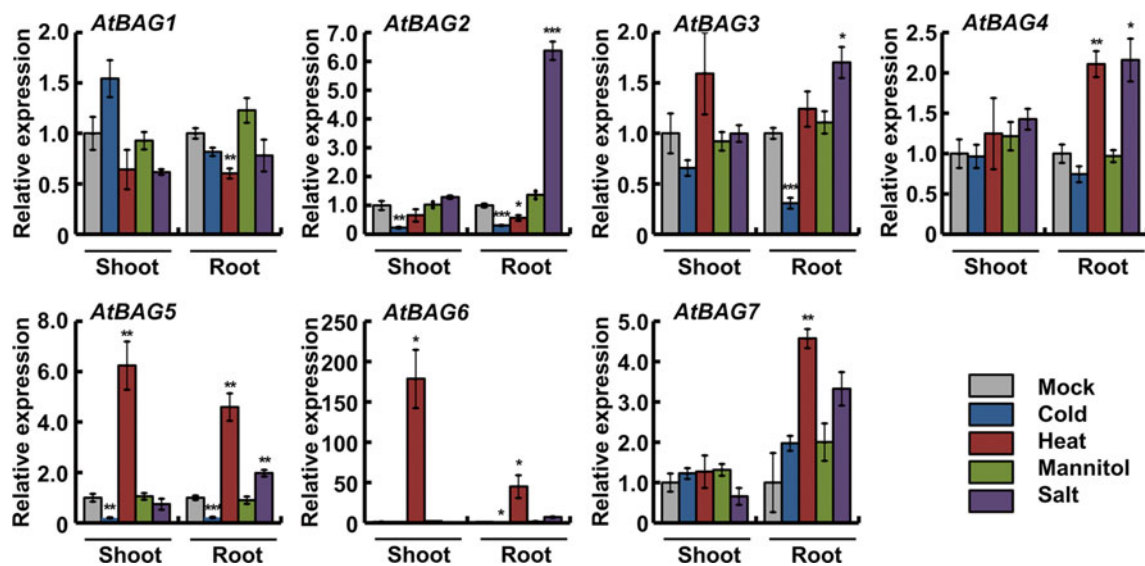 AtBAG1
Relative expression
2.0
1.5
1.0
0.5
0
**
Shoot Root
AtBAG2
Relative expression
7.0
6.0
5.0
4.0
3.0
2.0
1.0
0
** *** * ***
Shoot Root
AtBAG3
Relative expression
2.0
1.5
1.0
0.5
0
*** *
Shoot Root
AtBAG4
Relative expression
2.5
2.0
1.5
1.0
0.5
0
** *
Shoot Root
AtBAG5
Relative expression
8.0
6.0
4.0
2.0
0
** ** *** ** **
Shoot Root
AtBAG6
Relative expression
250
200
150
100
50
0
* * *
Shoot Root
AtBAG7
Relative expression
5.0
4.0
3.0
2.0
1.0
0
**
Shoot Root
Mock
Cold
Heat
Mannitol
Salt